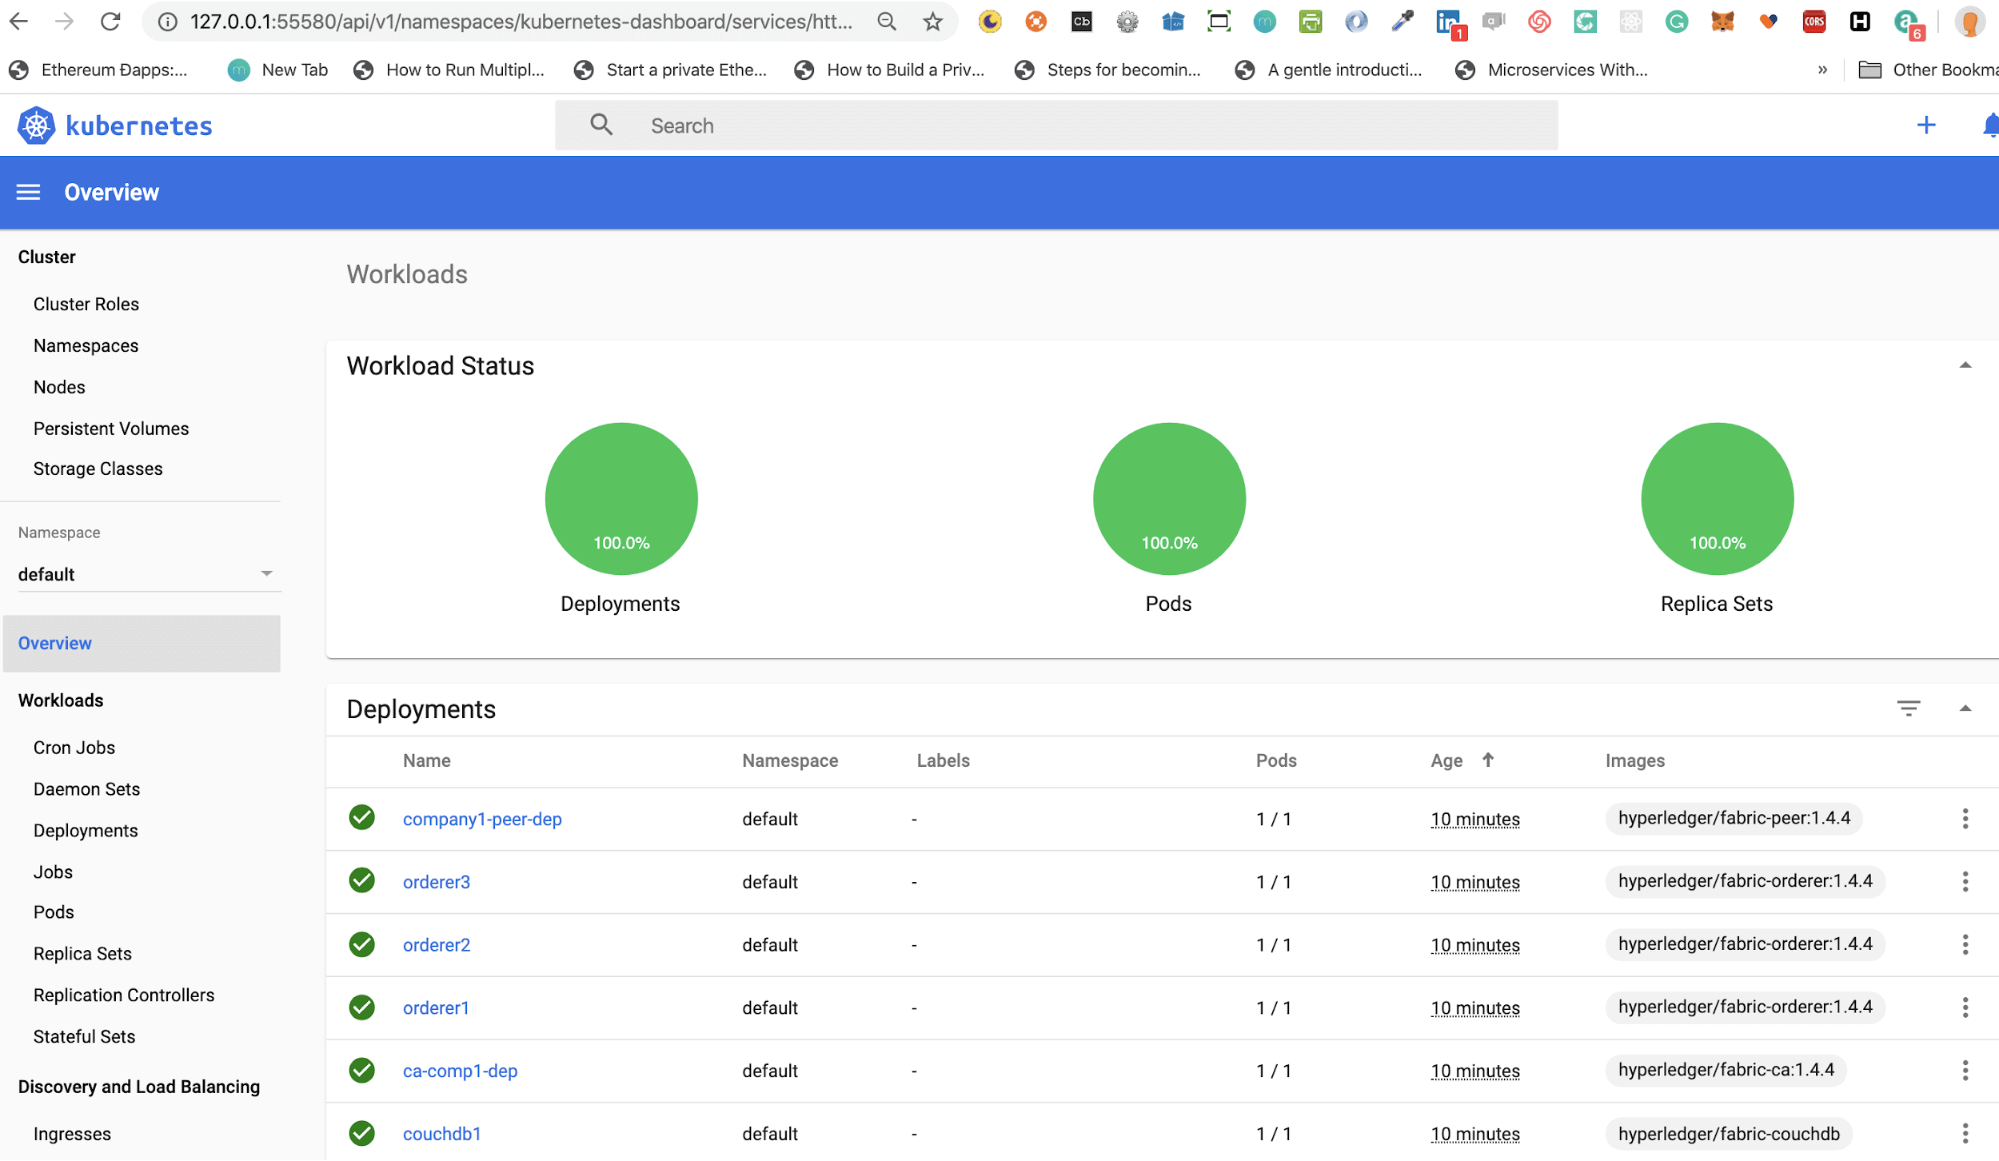 127.0.0.1:55580/api/v1/namespaces/kubernetes-dashboard/services/htt...
Cb
1
CORS
H
6
Ethereum Ðapps:...
m New Tab
How to Run Multipl...
Start a private Ethe...
How to Build a Priv...
Steps for becomin...
A gentle introducti...
Microservices With...
»
Other Bookma
kubernetes
Search
Overview
Cluster
Cluster Roles
Namespaces
Nodes
Persistent Volumes
Storage Classes
Namespace
default
Overview
Workloads
Cron Jobs
Daemon Sets
Deployments
Jobs
Pods
Replica Sets
Replication Controllers
Stateful Sets
Discovery and Load Balancing
Ingresses
Workloads
Workload Status
100.0% 100.0% 100.0%
Deployments Pods Replica Sets
Deployments
Name Namespace Labels Pods Age Images
company1-peer-dep default - 1 / 1 10 minutes hyperledger/fabric-peer:1.4.4
orderer3 default - 1 / 1 10 minutes hyperledger/fabric-orderer:1.4.4
orderer2 default - 1 / 1 10 minutes hyperledger/fabric-orderer:1.4.4
orderer1 default - 1 / 1 10 minutes hyperledger/fabric-orderer:1.4.4
ca-comp1-dep default - 1 / 1 10 minutes hyperledger/fabric-ca:1.4.4
couchdb1 default - 1 / 1 10 minutes hyperledger/fabric-couchdb